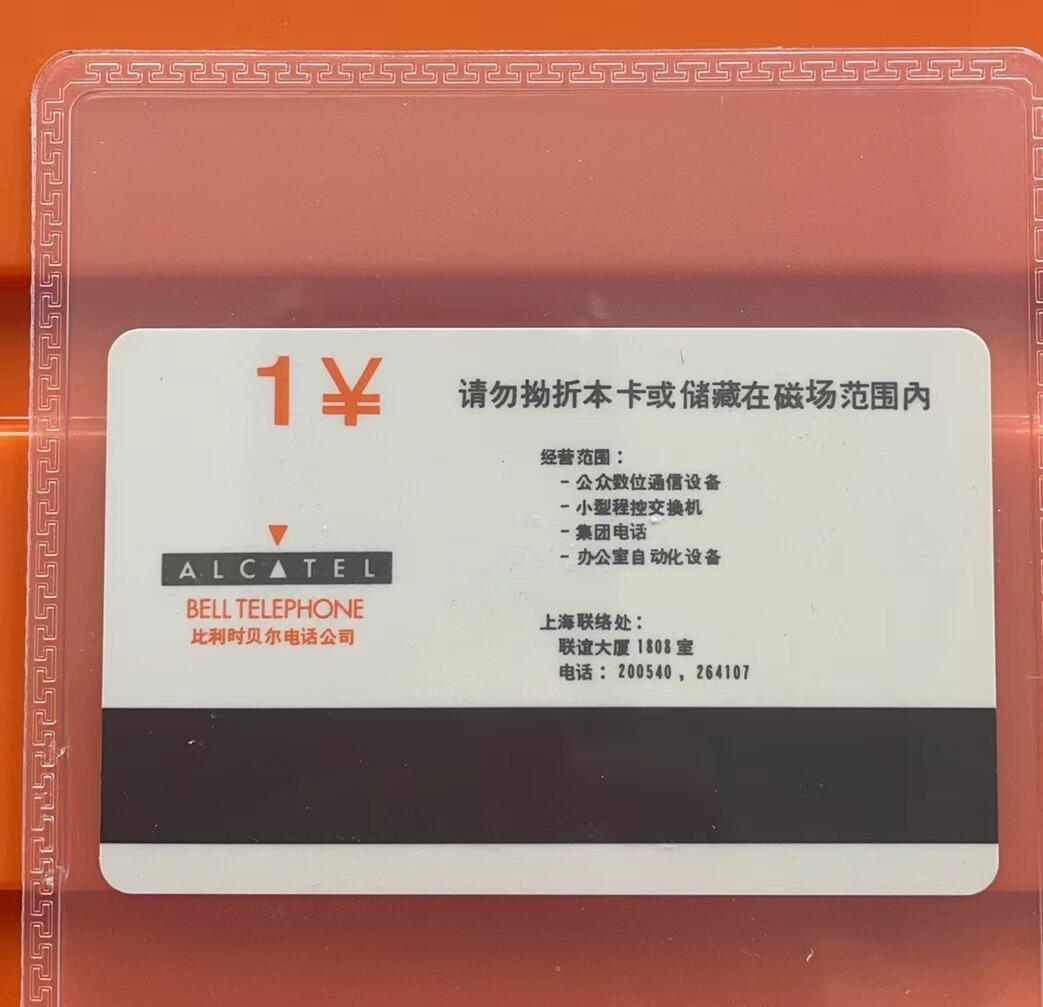 1¥
请勿拗折本卡或储藏在磁场范围内
经营范围：
- 公众数位通信设备
- 小型程控交换机
- 集团电话
- 办公室自动化设备
ALCATEL
BELL TELEPHONE
比利时贝尔电话公司
上海联络处：
联谊大厦 1808 室
电话：200540，264107